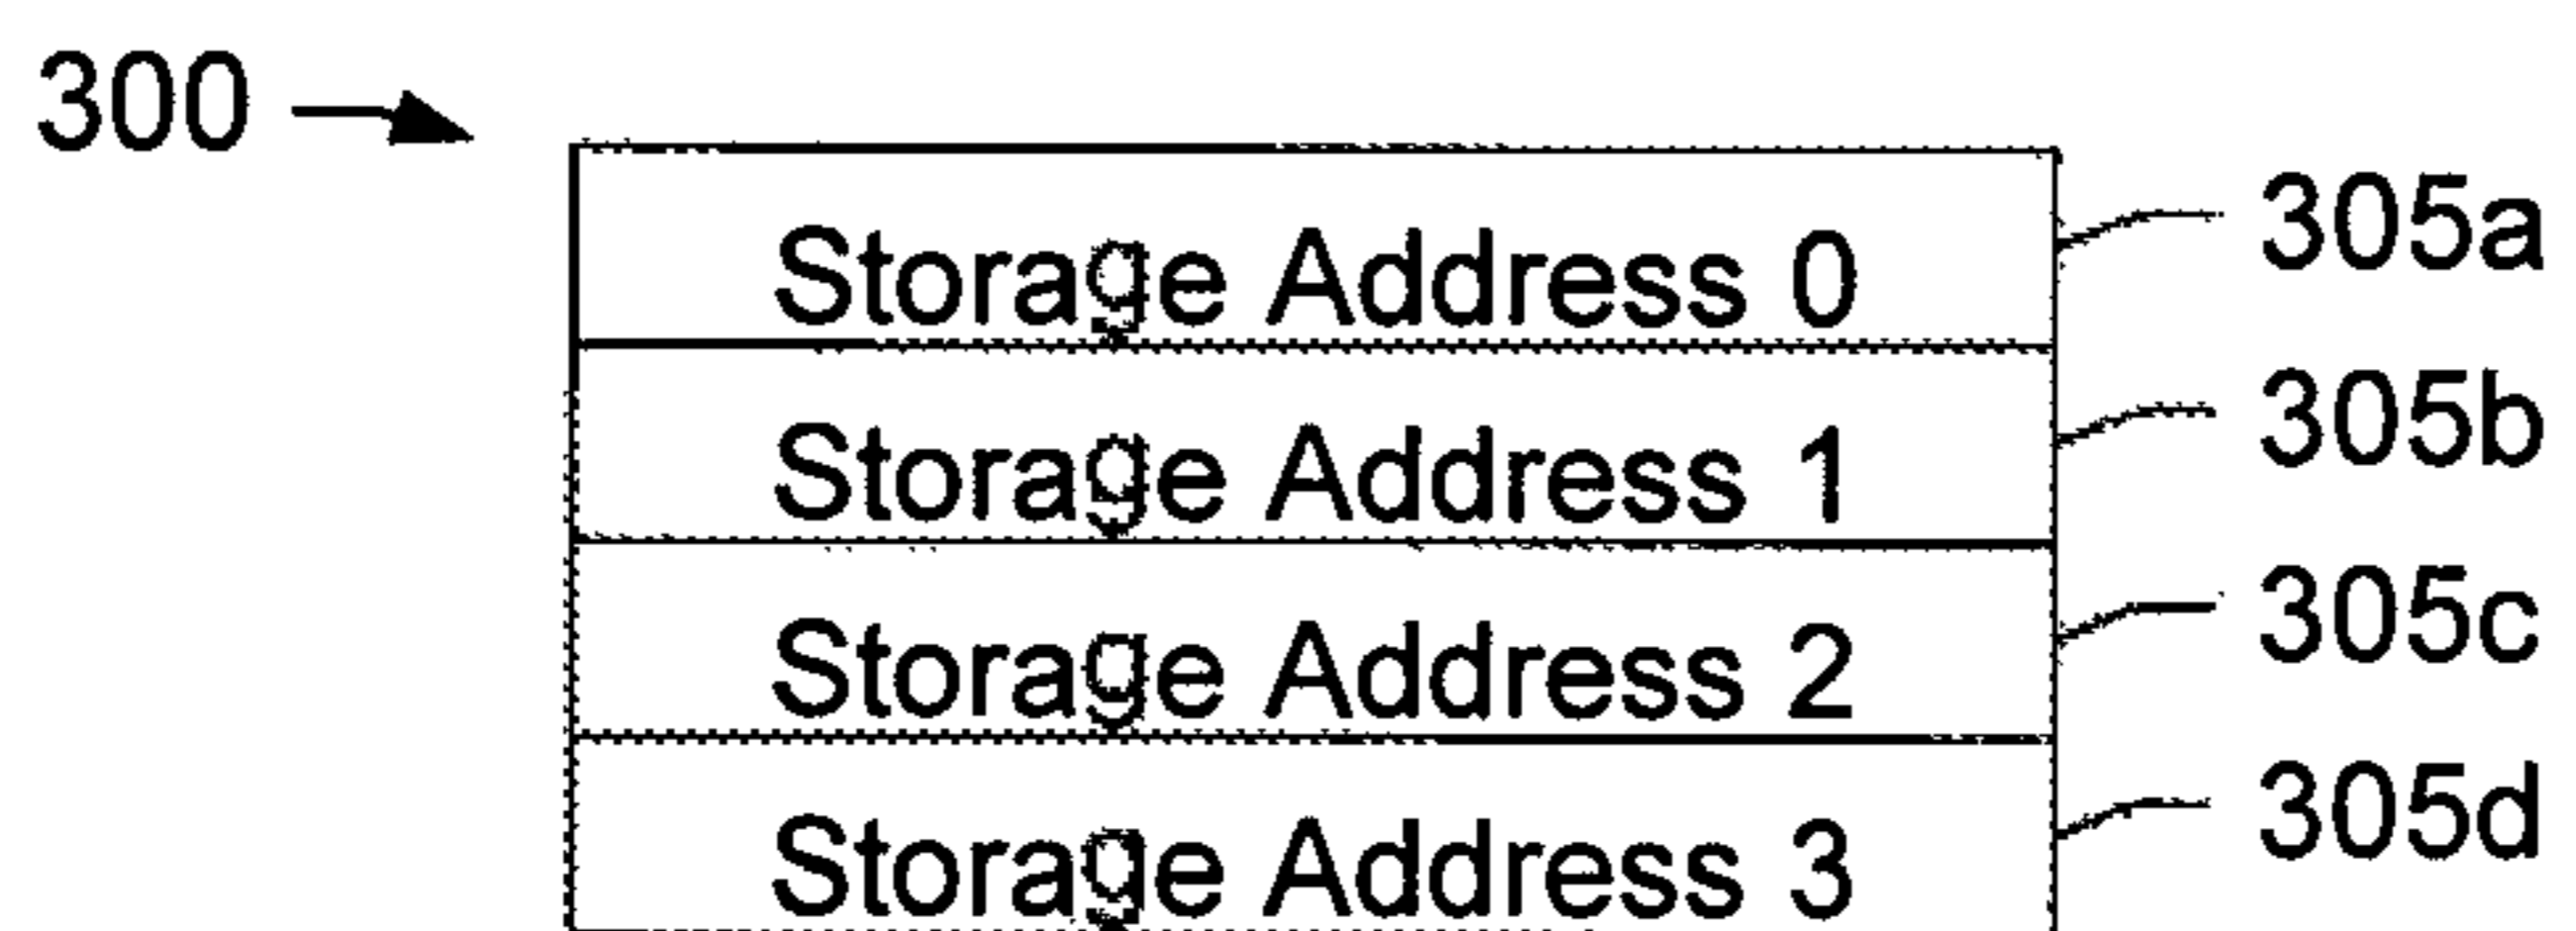 300
Storage Address 0 305a
Storage Address 1 305b
Storage Address 2 305c
Storage Address 3 305d